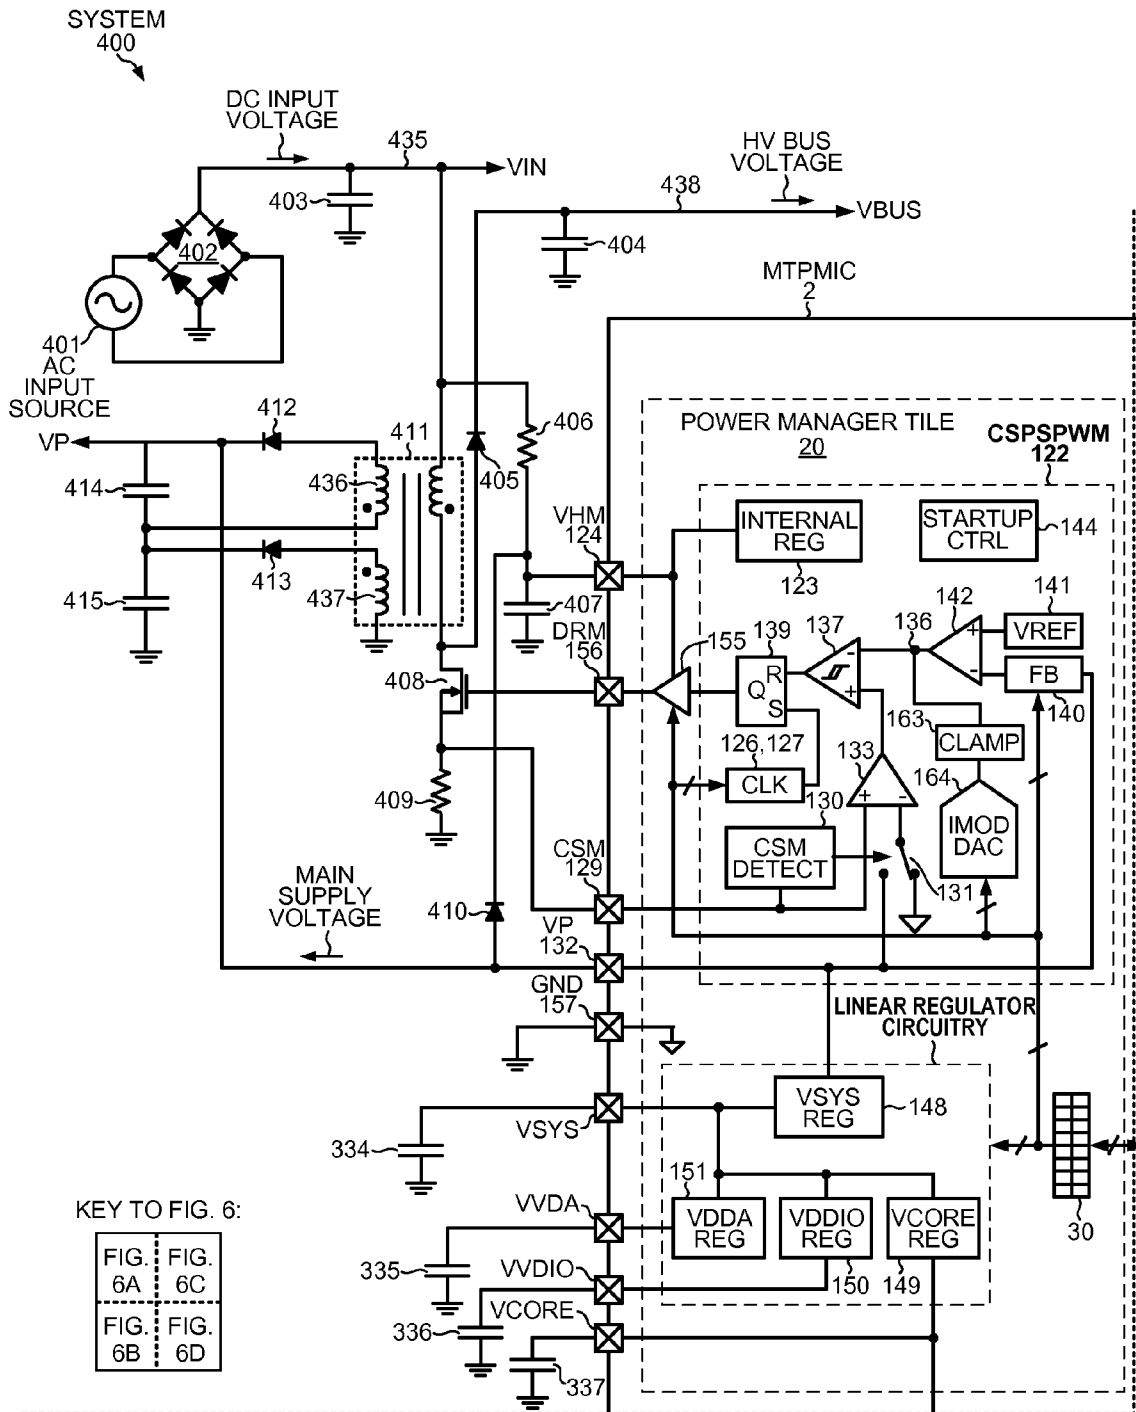 SYSTEM
400
DC INPUT
VOLTAGE
435
VIN
HV BUS
VOLTAGE
438
VBUS
403
404
402
MTPMIC
2
401
AC
INPUT
SOURCE
VP
412
411
405
406
POWER MANAGER TILE
20
CSPSPWM
122
414
436
VHM
124
INTERNAL
REG
123
STARTUP
CTRL
144
413
415
437
407
DRM
156
155
139
137
136
142
141
+
VREF
-
-
FB
140
408
R
Q
S
+
163
CLAMP
126,127
CLK
133
164
130
+
-
409
IMOD
DAC
CSM
129
CSM
DETECT
131
MAIN
SUPPLY
VOLTAGE
410
VP
132
GND
157
LINEAR REGULATOR
CIRCUITRY
VSYS
REG
148
VSYS
334
151
VVDA
VDDA
REG
VDDIO
REG
VCORE
REG
30
KEY TO FIG. 6:
FIG.
6A
FIG.
6C
FIG.
6B
FIG.
6D
335
VVDIO
150
149
336
VCORE
337